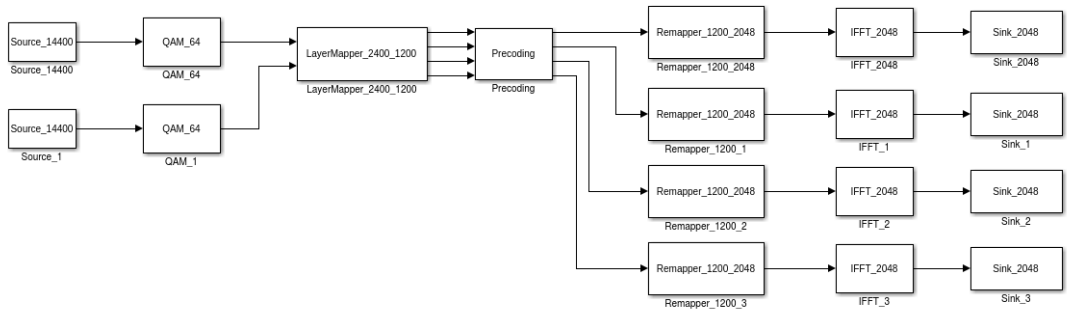 Source_14400
Source_14400
QAM_64
QAM_64
Source_14400
Source_1
QAM_64
QAM_1
LayerMapper_2400_1200
LayerMapper_2400_1200
Precoding
Precoding
Remapper_1200_2048
Remapper_1200_2048
IFFT_2048
IFFT_2048
Sink_2048
Sink_2048
Remapper_1200_2048
Remapper_1200_1
IFFT_2048
IFFT_1
Sink_2048
Sink_1
Remapper_1200_2048
Remapper_1200_2
IFFT_2048
IFFT_2
Sink_2048
Sink_2
Remapper_1200_2048
Remapper_1200_3
IFFT_2048
IFFT_3
Sink_2048
Sink_3